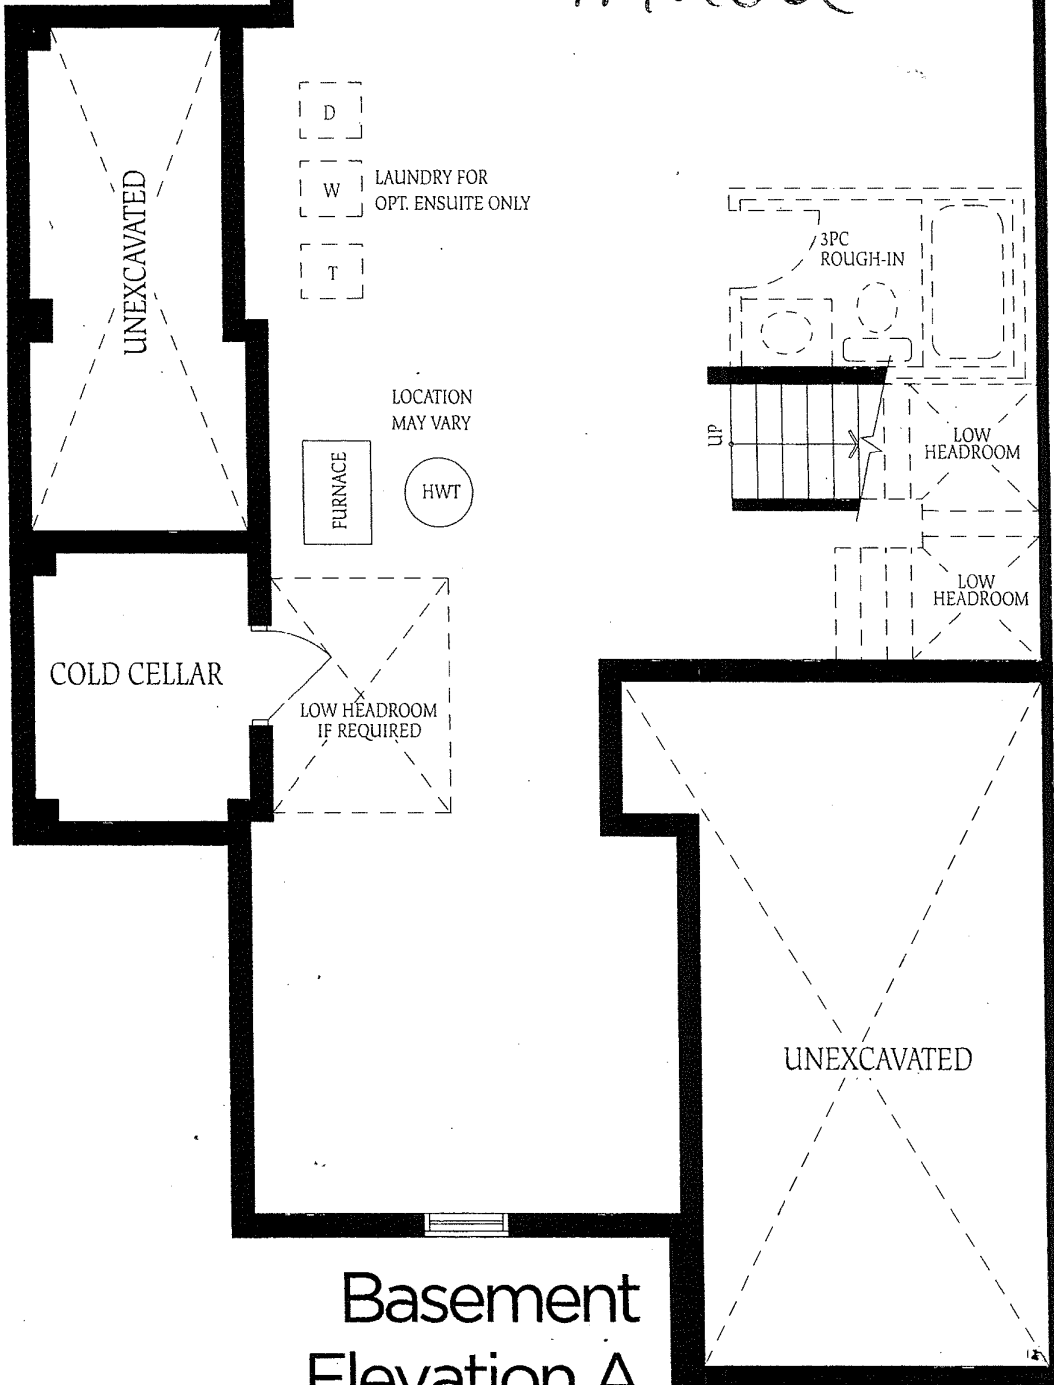 D
W
LAUNDRY FOR
OPT. ENSUITE ONLY
T
UNEXCAVATED
3PC
ROUGH-IN
LOCATION
MAY VARY
FURNACE
HWT
UP
LOW
HEADROOM
LOW
HEADROOM
COLD CELLAR
LOW HEADROOM
IF REQUIRED
UNEXCAVATED
Basement
Elevation A